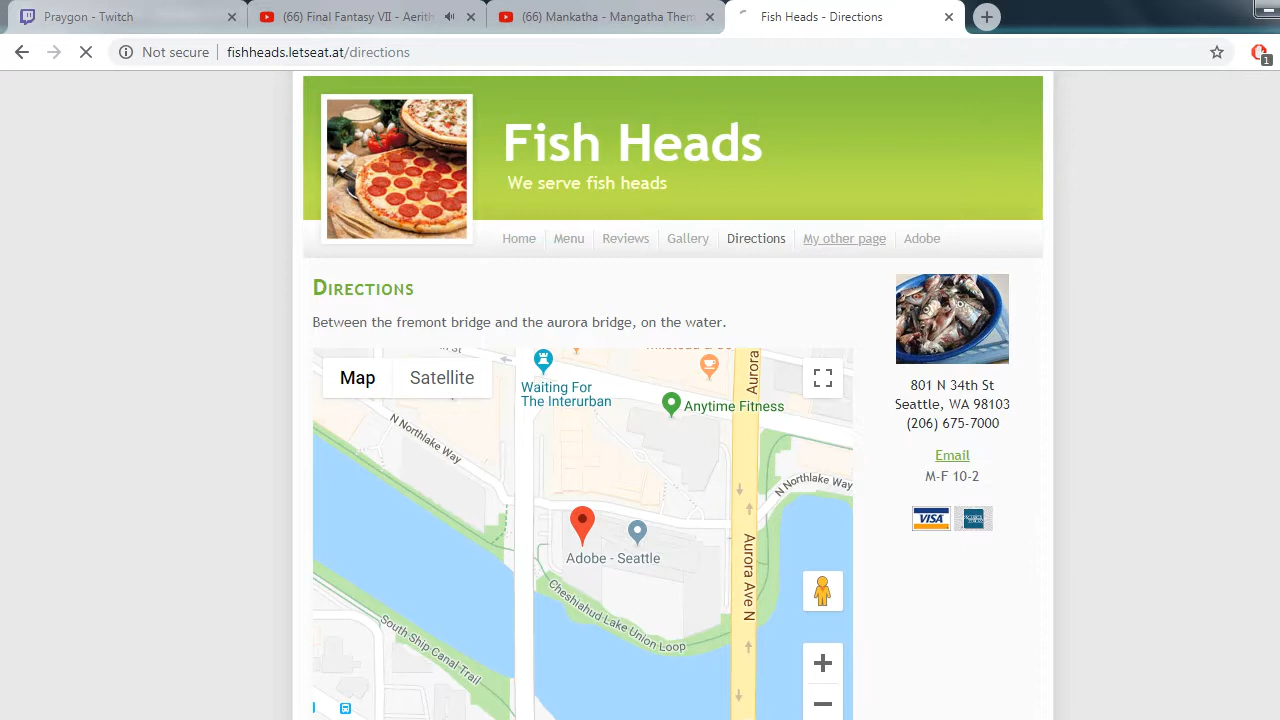 Praygon - Twitch
(66) Final Fantasy VII - Aerith
(66) Mankatha - Mangatha Them
Fish Heads - Directions
Not secure
fishheads.letseat.at/directions
1
Fish Heads
We serve fish heads
Home
Menu
Reviews
Gallery
Directions
My other page
Adobe
Directions
Between the fremont bridge and the aurora bridge, on the water.
Map
Satellite
Waiting For
The Interurban
Anytime Fitness
Aurora
N Northlake Way
N Northlake Way
Adobe - Seattle
Aurora Ave N
Cheshiahud Lake Union Loop
South Ship Canal Trail
801 N 34th St
Seattle, WA 98103
(206) 675-7000
Email
M-F 10-2
VISA